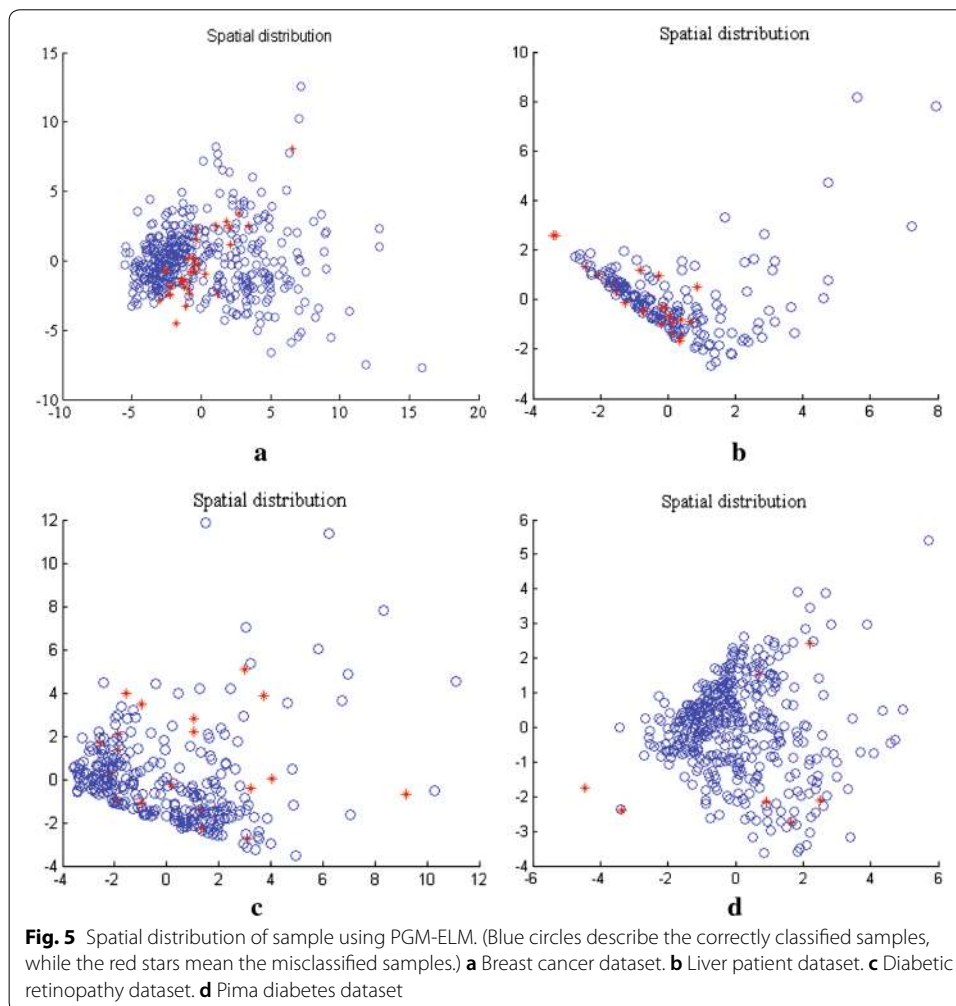 Spatial distribution
15
10
5
0
-5
-10
-10 -5 0 5 10 15 20
a
Spatial distribution
10
8
6
4
2
0
-2
-4
-4 -2 0 2 4 6 8
b
Spatial distribution
12
10
8
6
4
2
0
-2
-4
-4 -2 0 2 4 6 8 10 12
c
Spatial distribution
6
5
4
3
2
1
0
-1
-2
-3
-4
-6 -4 -2 0 2 4 6
d
Fig. 5 Spatial distribution of sample using PGM-ELM. (Blue circles describe the correctly classified samples,
while the red stars mean the misclassified samples.) a Breast cancer dataset. b Liver patient dataset. c Diabetic
retinopathy dataset. d Pima diabetes dataset